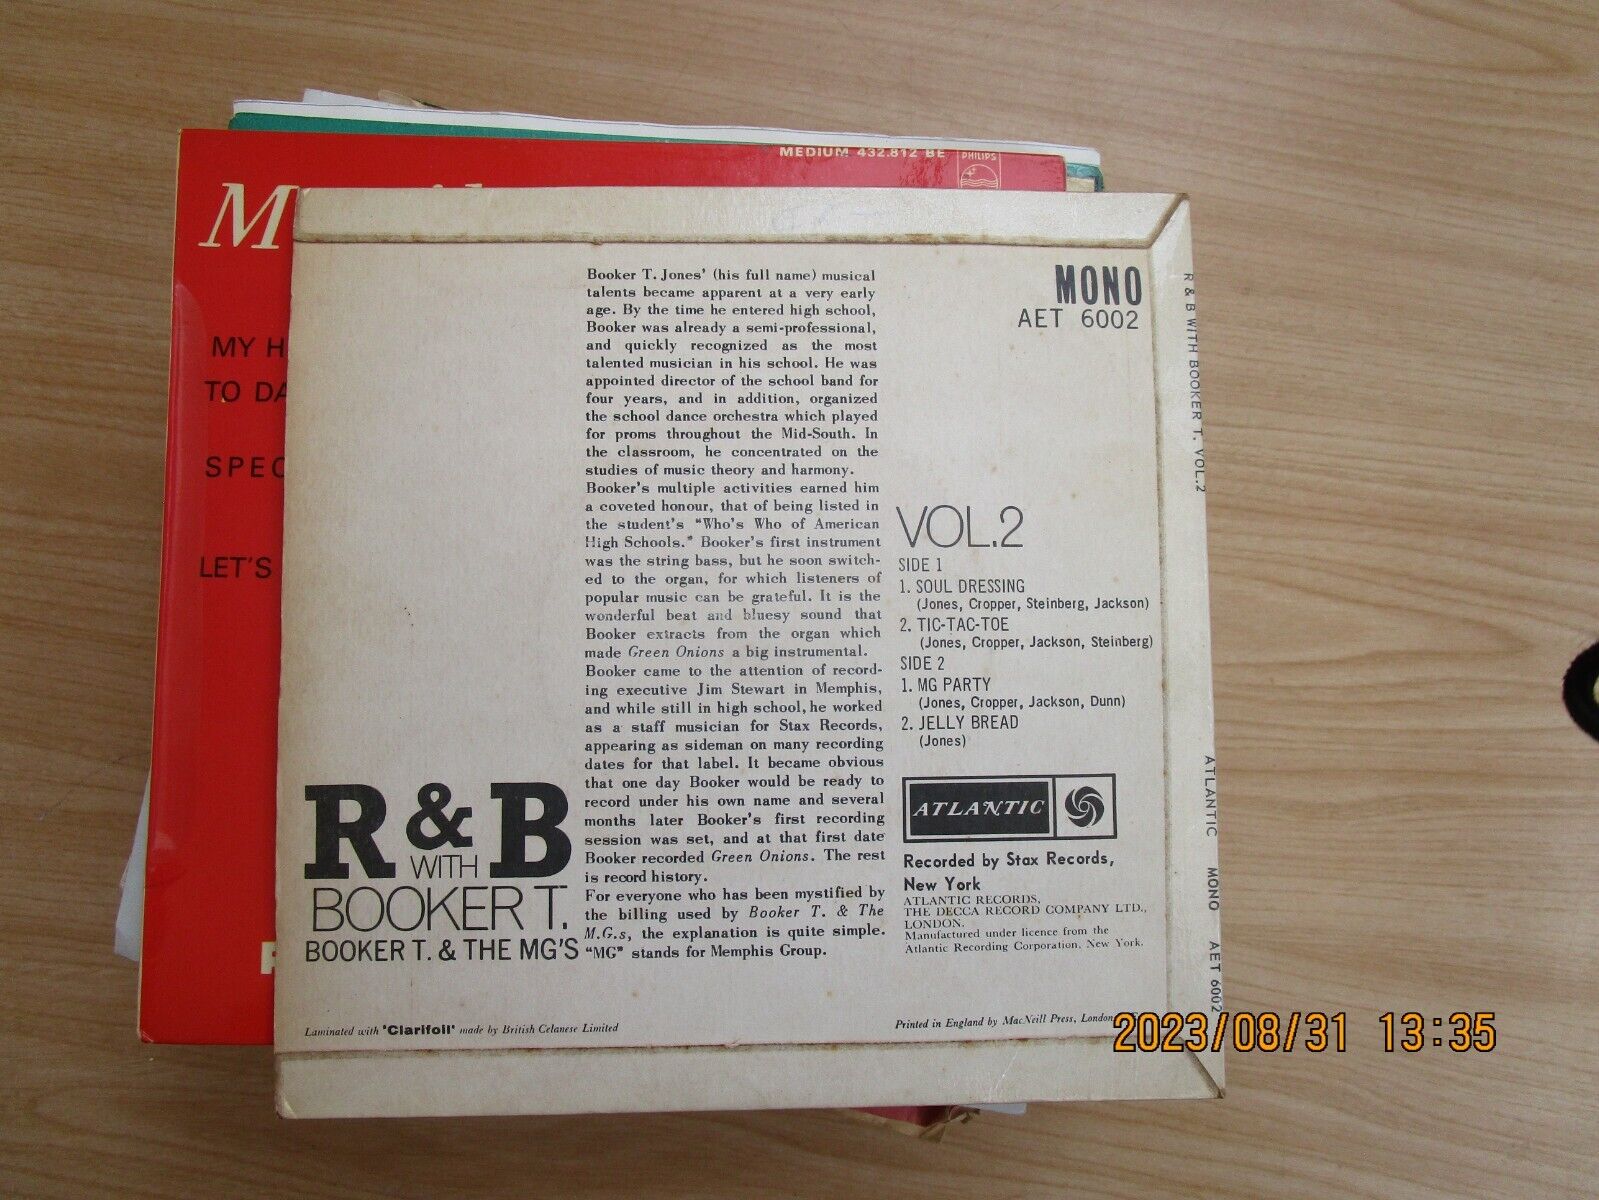 MEDIUM 432.812 BE
PHILIPS
M
MY H
TO DA
SPEC
LET'S
Booker T. Jones' (his full name) musical
talents became apparent at a very early
age. By the time he entered high school,
Booker was already a semi-professional,
and quickly recognized as the most
talented musician in his school. He was
appointed director of the school band for
four years, and in addition, organized
the school dance orchestra which played
for proms throughout the Mid-South. In
the classroom, he concentrated on the
studies of music theory and harmony.
Booker's multiple activities earned him
a coveted honour, that of being listed in
the student's "Who's Who of American
High Schools." Booker's first instrument
was the string bass, but he soon switch-
ed to the organ, for which listeners of
popular music can be grateful. It is the
wonderful beat and bluesy sound that
Booker extracts from the organ which
made Green Onions a big instrumental.
Booker came to the attention of record-
ing executive Jim Stewart in Memphis,
and while still in high school, he worked
as a staff musician for Stax Records,
appearing as sideman on many recording
dates for that label. It became obvious
that one day Booker would be ready to
record under his own name and several
months later Booker's first recording
session was set, and at that first date
Booker recorded Green Onions. The rest
is record history.
For everyone who has been mystified by
the billing used by Booker T. & The
M.G.s, the explanation is quite simple.
"MG" stands for Memphis Group.
R & B
WITH
BOOKER T.
BOOKER T. & THE MG'S
MONO
AET 6002
VOL.2
SIDE 1
1. SOUL DRESSING
(Jones, Cropper, Steinberg, Jackson)
2. TIC-TAC-TOE
(Jones, Cropper, Jackson, Steinberg)
SIDE 2
1. MG PARTY
(Jones, Cropper, Jackson, Dunn)
2. JELLY BREAD
(Jones)
ATLANTIC
Recorded by Stax Records,
New York
ATLANTIC RECORDS,
THE DECCA RECORD COMPANY LTD.,
LONDON.
Manufactured under licence from the
Atlantic Recording Corporation, New York.
Laminated with 'Clarifoil' made by British Celanese Limited
Printed in England by MacNeill Press, London,
R & B WITH BOOKER T. VOL.2 ATLANTIC MONO AET 6002
2023/08/31 13:35